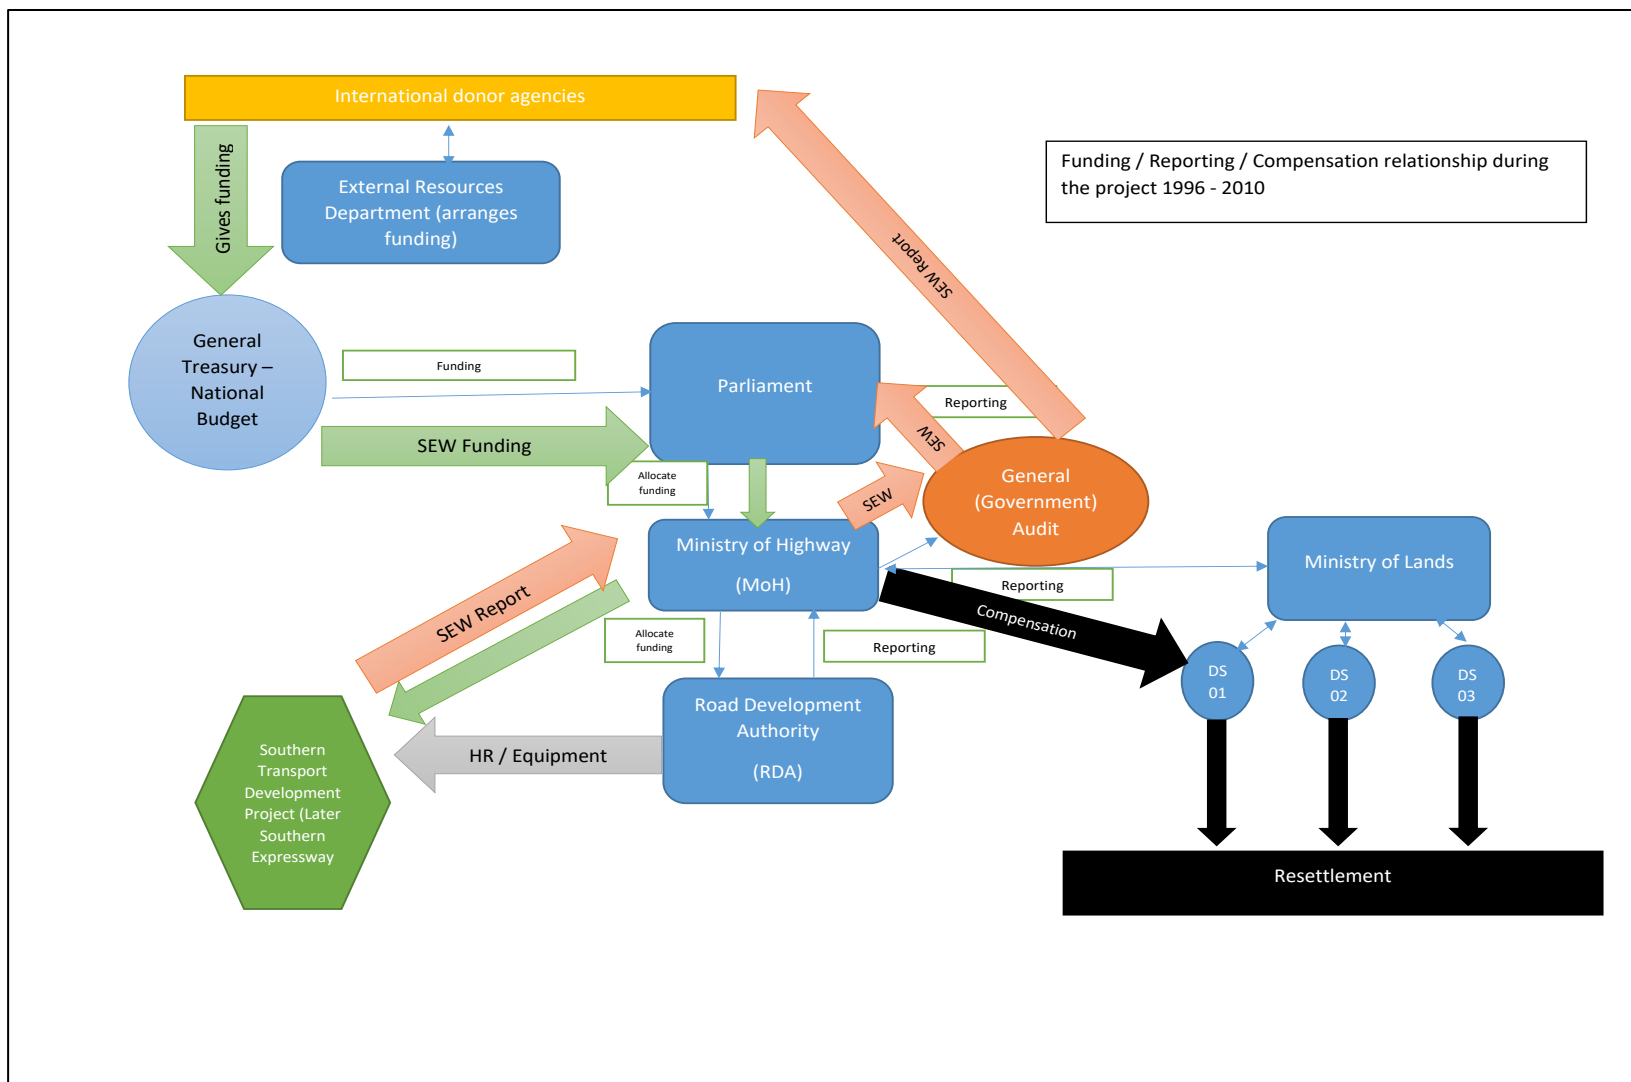 International donor agencies
Gives funding
External Resources
Department (arranges
funding)
Funding / Reporting / Compensation relationship during
the project 1996 - 2010
SEW Report
General
Treasury –
National
Budget
Funding
SEW Funding
Parliament
Reporting
SEW
Allocate
funding
SEW
General
(Government)
Audit
Ministry of Highway
(MoH)
Reporting
Ministry of Lands
Compensation
SEW Report
Allocate
funding
Reporting
DS
01
DS
02
DS
03
Road Development
Authority
(RDA)
HR / Equipment
Southern
Transport
Development
Project (Later
Southern
Expressway
Resettlement